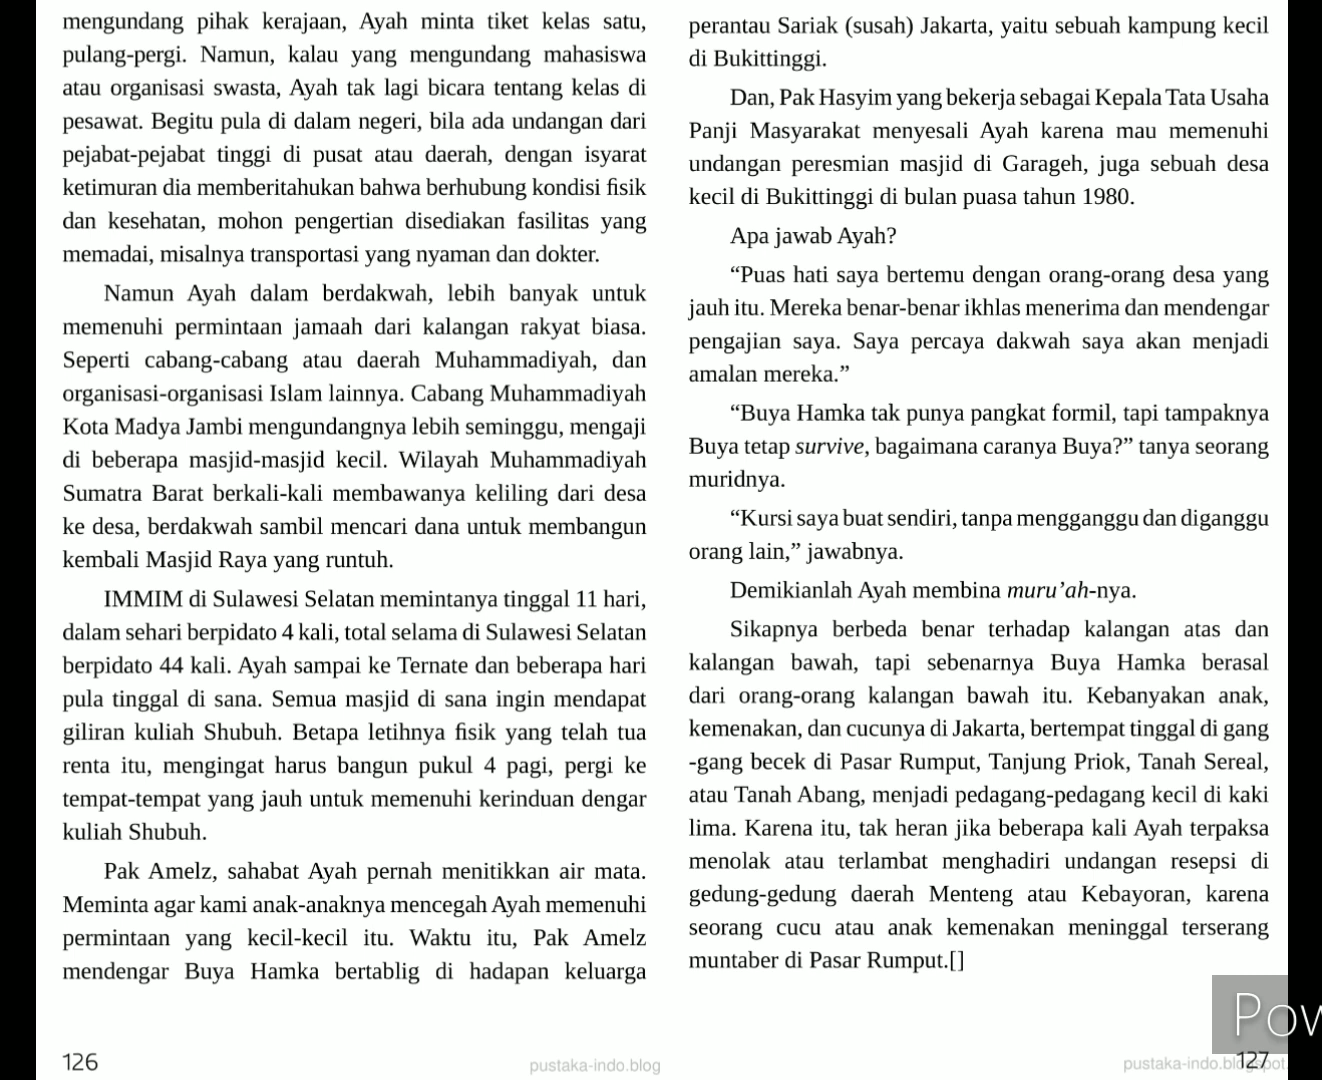 mengundang pihak kerajaan, Ayah minta tiket kelas satu,
pulang-pergi. Namun, kalau yang mengundang mahasiswa
atau organisasi swasta, Ayah tak lagi bicara tentang kelas di
pesawat. Begitu pula di dalam negeri, bila ada undangan dari
pejabat-pejabat tinggi di pusat atau daerah, dengan isyarat
ketimuran dia memberitahukan bahwa berhubung kondisi fisik
dan kesehatan, mohon pengertian disediakan fasilitas yang
memadai, misalnya transportasi yang nyaman dan dokter.
Namun Ayah dalam berdakwah, lebih banyak untuk
memenuhi permintaan jamaah dari kalangan rakyat biasa.
Seperti cabang-cabang atau daerah Muhammadiyah, dan
organisasi-organisasi Islam lainnya. Cabang Muhammadiyah
Kota Madya Jambi mengundangnya lebih seminggu, mengaji
di beberapa masjid-masjid kecil. Wilayah Muhammadiyah
Sumatra Barat berkali-kali membawanya keliling dari desa
ke desa, berdakwah sambil mencari dana untuk membangun
kembali Masjid Raya yang runtuh.
IMMIM di Sulawesi Selatan memintanya tinggal 11 hari,
dalam sehari berpidato 4 kali, total selama di Sulawesi Selatan
berpidato 44 kali. Ayah sampai ke Ternate dan beberapa hari
pula tinggal di sana. Semua masjid di sana ingin mendapat
giliran kuliah Shubuh. Betapa letihnya fisik yang telah tua
renta itu, mengingat harus bangun pukul 4 pagi, pergi ke
tempat-tempat yang jauh untuk memenuhi kerinduan dengar
kuliah Shubuh.
Pak Amelz, sahabat Ayah pernah menitikkan air mata.
Meminta agar kami anak-anaknya mencegah Ayah memenuhi
permintaan yang kecil-kecil itu. Waktu itu, Pak Amelz
mendengar Buya Hamka bertablig di hadapan keluarga
126
pustaka-indo.blog
perantau Sariak (susah) Jakarta, yaitu sebuah kampung kecil
di Bukittinggi.
Dan, Pak Hasyim yang bekerja sebagai Kepala Tata Usaha
Panji Masyarakat menyesali Ayah karena mau memenuhi
undangan peresmian masjid di Garageh, juga sebuah desa
kecil di Bukittinggi di bulan puasa tahun 1980.
Apa jawab Ayah?
“Puas hati saya bertemu dengan orang-orang desa yang
jauh itu. Mereka benar-benar ikhlas menerima dan mendengar
pengajian saya. Saya percaya dakwah saya akan menjadi
amalan mereka.”
“Buya Hamka tak punya pangkat formil, tapi tampaknya
Buya tetap survive, bagaimana caranya Buya?” tanya seorang
muridnya.
“Kursi saya buat sendiri, tanpa mengganggu dan diganggu
orang lain,” jawabnya.
Demikianlah Ayah membina muru’ah-nya.
Sikapnya berbeda benar terhadap kalangan atas dan
kalangan bawah, tapi sebenarnya Buya Hamka berasal
dari orang-orang kalangan bawah itu. Kebanyakan anak,
kemenakan, dan cucunya di Jakarta, bertempat tinggal di gang
-gang becek di Pasar Rumput, Tanjung Priok, Tanah Sereal,
atau Tanah Abang, menjadi pedagang-pedagang kecil di kaki
lima. Karena itu, tak heran jika beberapa kali Ayah terpaksa
menolak atau terlambat menghadiri undangan resepsi di
gedung-gedung daerah Menteng atau Kebayoran, karena
seorang cucu atau anak kemenakan meninggal terserang
muntaber di Pasar Rumput.[]
Pow
pustaka-indo.blogspot.
127